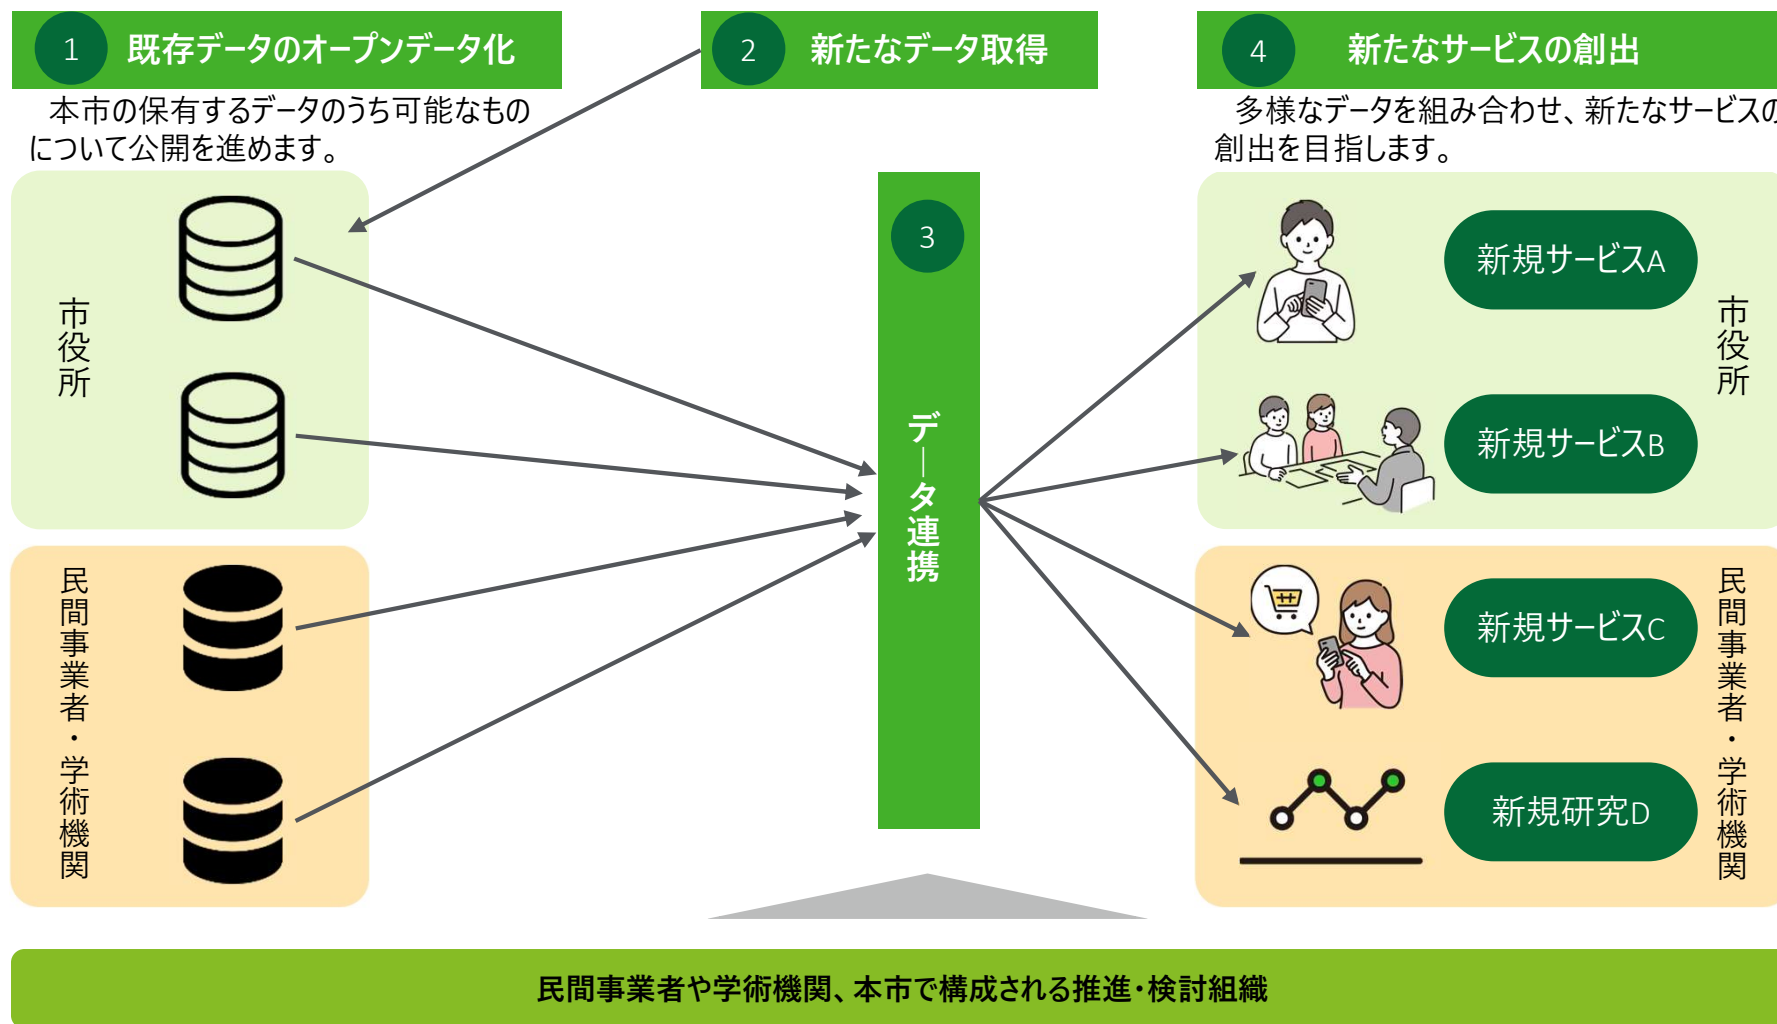 1 既存データのオープンデータ化
本市の保有するデータのうち可能なもの
について公開を進めます。
市役所
民間事業者・学術機関
2 新たなデータ取得
3
データ連携
4 新たなサービスの創出
多様なデータを組み合わせ、新たなサービスの
創出を目指します。
新規サービスA
新規サービスB
市役所
新規サービスC
新規研究D
民間事業者・学術機関
民間事業者や学術機関、本市で構成される推進・検討組織